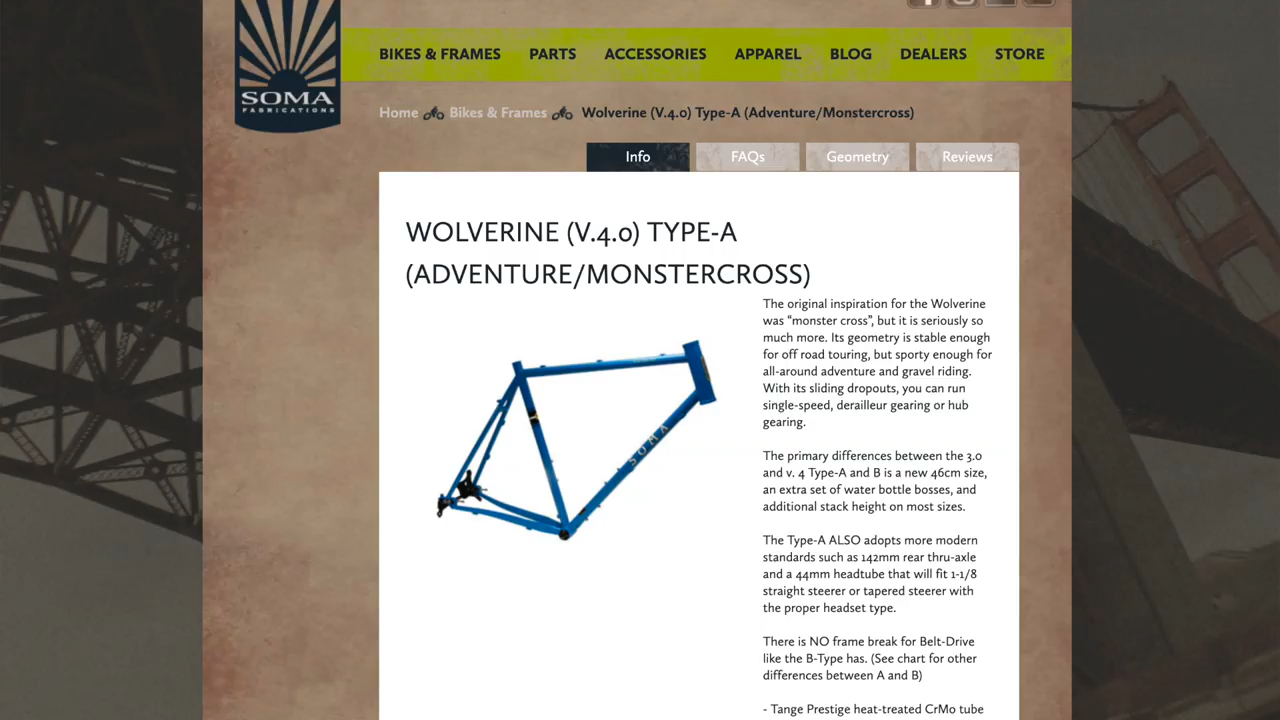 SOMA
FABRICATIONS
BIKES & FRAMES PARTS ACCESSORIES APPAREL BLOG DEALERS STORE
Home Bikes & Frames Wolverine (V.4.0) Type-A (Adventure/Monstercross)
Info FAQs Geometry Reviews
WOLVERINE (V.4.0) TYPE-A
(ADVENTURE/MONSTERCROSS)
The original inspiration for the Wolverine
was “monster cross”, but it is seriously so
much more. Its geometry is stable enough
for off road touring, but sporty enough for
all-around adventure and gravel riding.
With its sliding dropouts, you can run
single-speed, derailleur gearing or hub
gearing.
The primary differences between the 3.0
and v. 4 Type-A and B is a new 46cm size,
an extra set of water bottle bosses, and
additional stack height on most sizes.
The Type-A ALSO adopts more modern
standards such as 142mm rear thru-axle
and a 44mm headtube that will fit 1-1/8
straight steerer or tapered steerer with
the proper headset type.
There is NO frame break for Belt-Drive
like the B-Type has. (See chart for other
differences between A and B)
- Tange Prestige heat-treated CrMo tube
SOMA